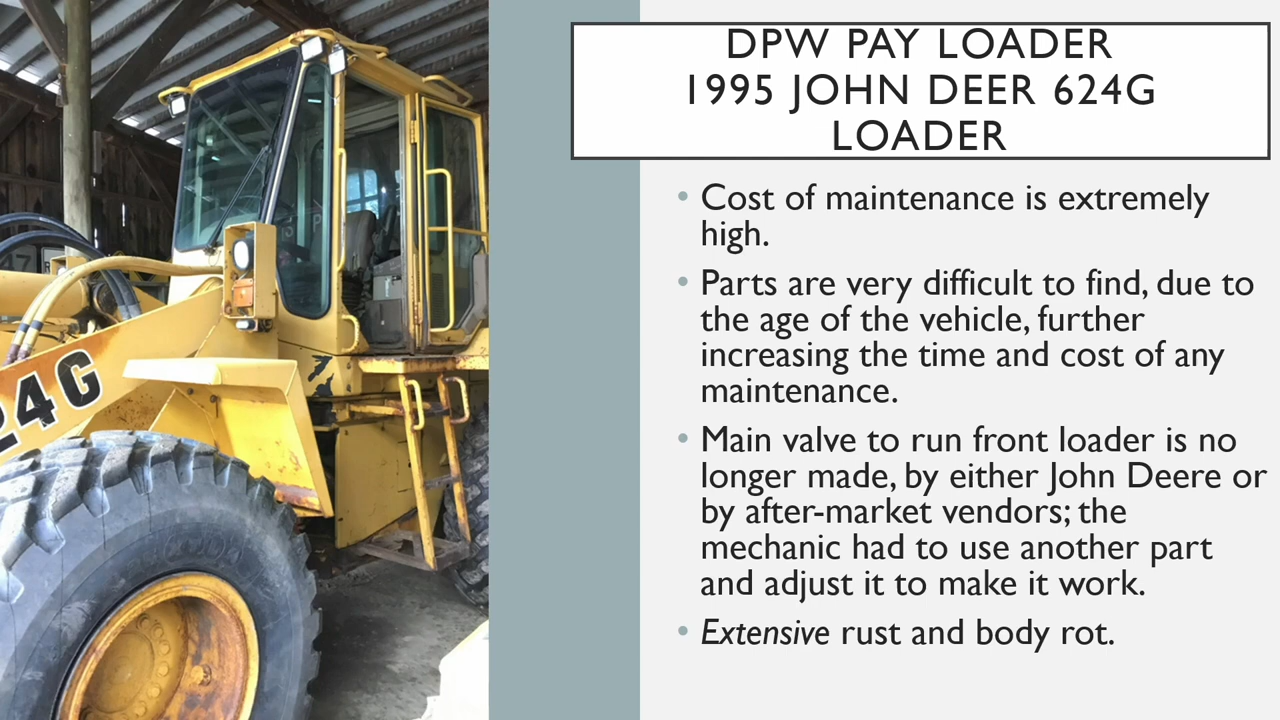 DPW PAY LOADER
1995 JOHN DEER 624G
LOADER
• Cost of maintenance is extremely
high.
• Parts are very difficult to find, due to
the age of the vehicle, further
increasing the time and cost of any
maintenance.
• Main valve to run front loader is no
longer made, by either John Deere or
by after-market vendors; the
mechanic had to use another part
and adjust it to make it work.
• Extensive rust and body rot.
24G
47